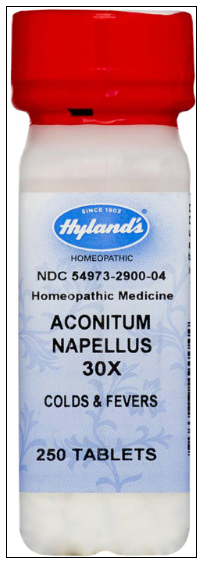 SINCE 1903
Hyland's
HOMEOPATHIC
NDC 54973-2900-04
Homeopathic Medicine
ACONITUM
NAPELLUS
30X
COLDS & FEVERS
250 TABLETS